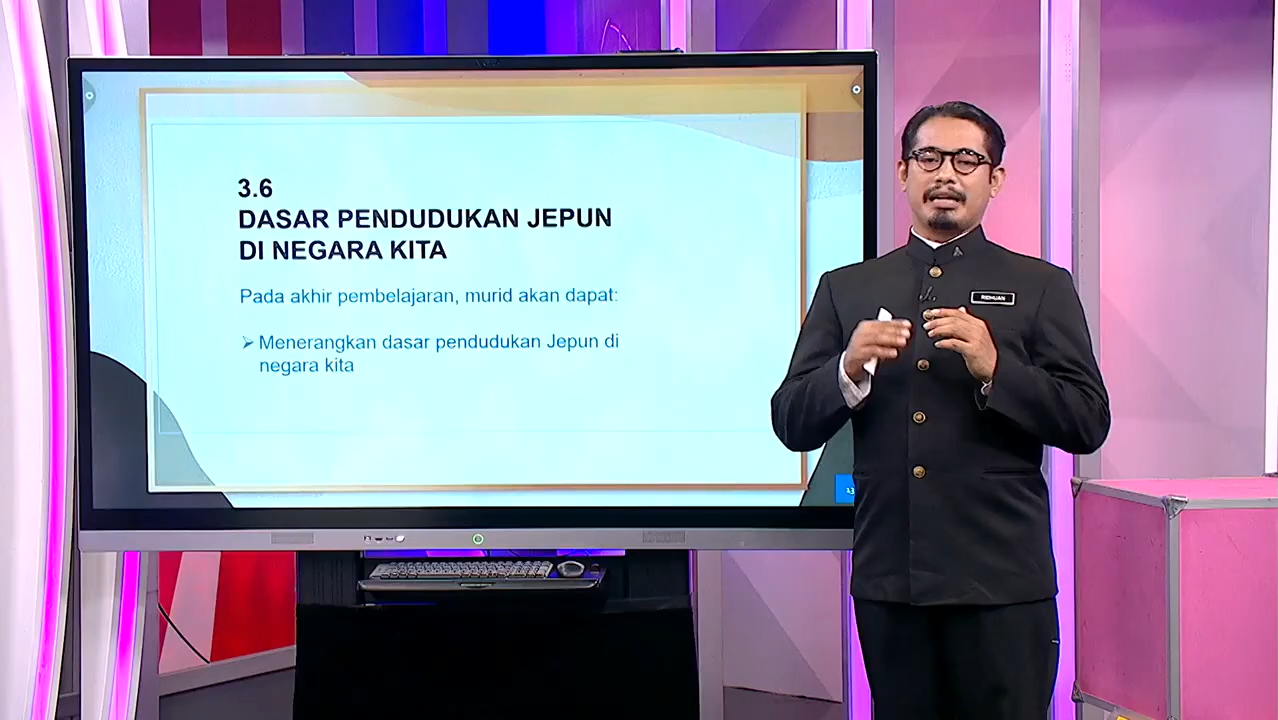 3.6
DASAR PENDUDUKAN JEPUN
DI NEGARA KITA
Pada akhir pembelajaran, murid akan dapat:
➢ Menerangkan dasar pendudukan Jepun di
negara kita
RIDHUAN